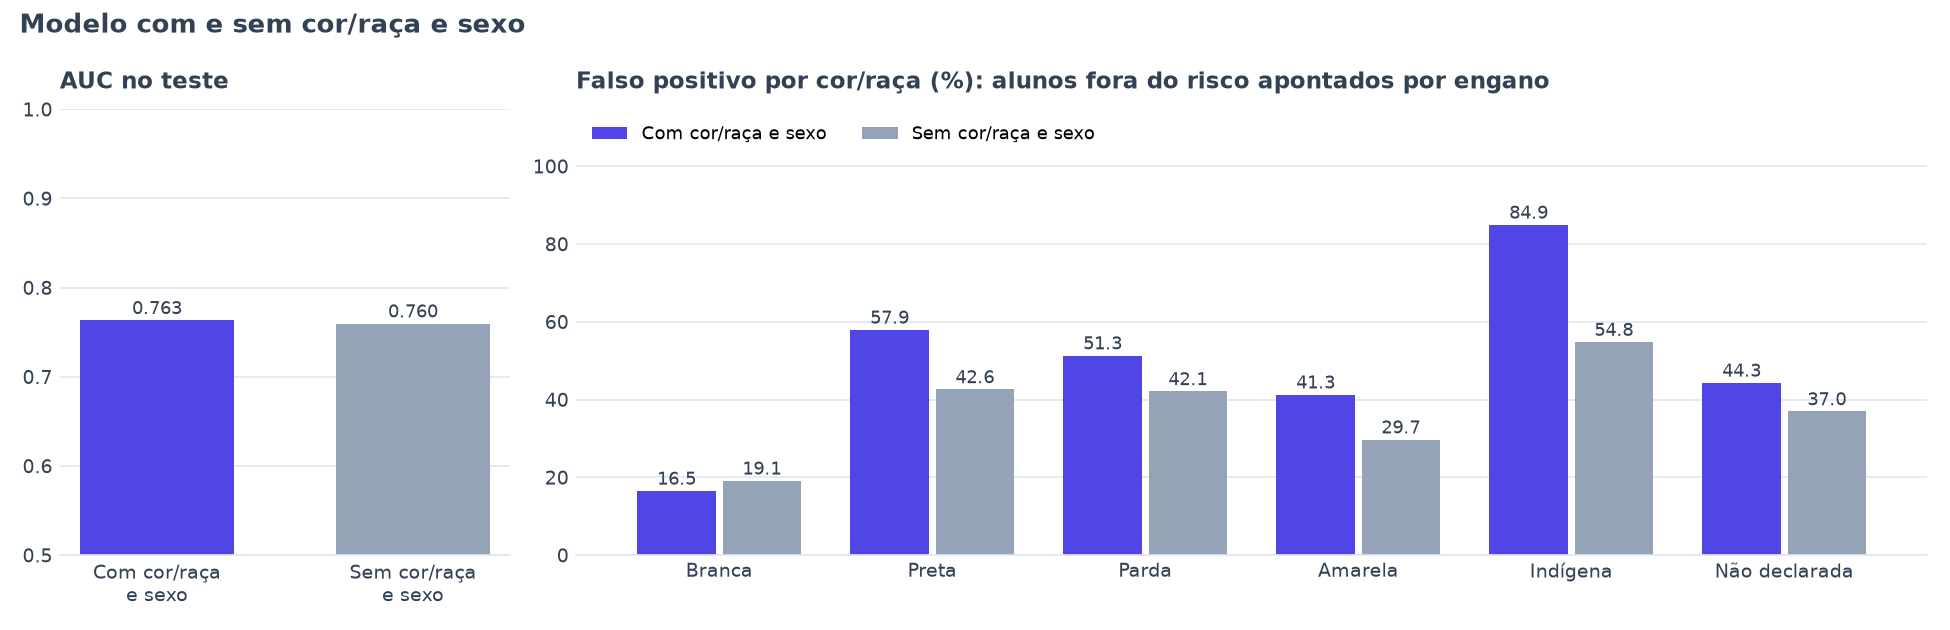 Modelo com e sem cor/raça e sexo
AUC no teste
1.0
0.9
0.8
0.7
0.6
0.5
0.763
0.760
Com cor/raça
e sexo
Sem cor/raça
e sexo
Falso positivo por cor/raça (%): alunos fora do risco apontados por engano
Com cor/raça e sexo
Sem cor/raça e sexo
100
80
60
40
20
0
16.5
19.1
57.9
42.6
51.3
42.1
41.3
29.7
84.9
54.8
44.3
37.0
Branca
Preta
Parda
Amarela
Indígena
Não declarada